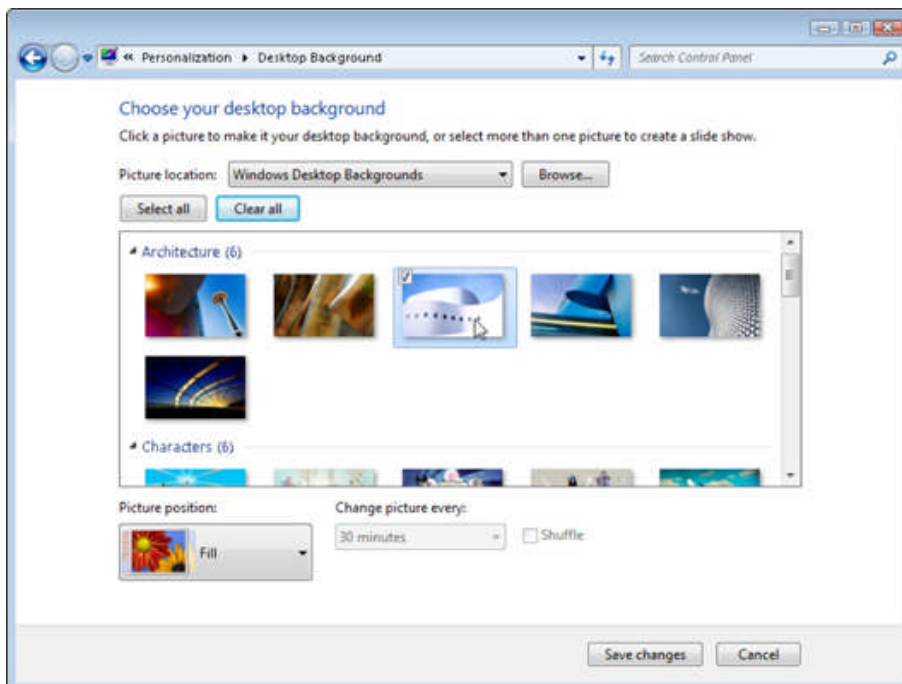 « Personalization ▸ Desktop Background
Search Control Panel
Choose your desktop background
Click a picture to make it your desktop background, or select more than one picture to create a slide show.
Picture location: Windows Desktop Backgrounds Browse...
Select all Clear all
Architecture (6)
Characters (6)
Picture position: Change picture every:
Fill 30 minutes Shuffle
Save changes Cancel